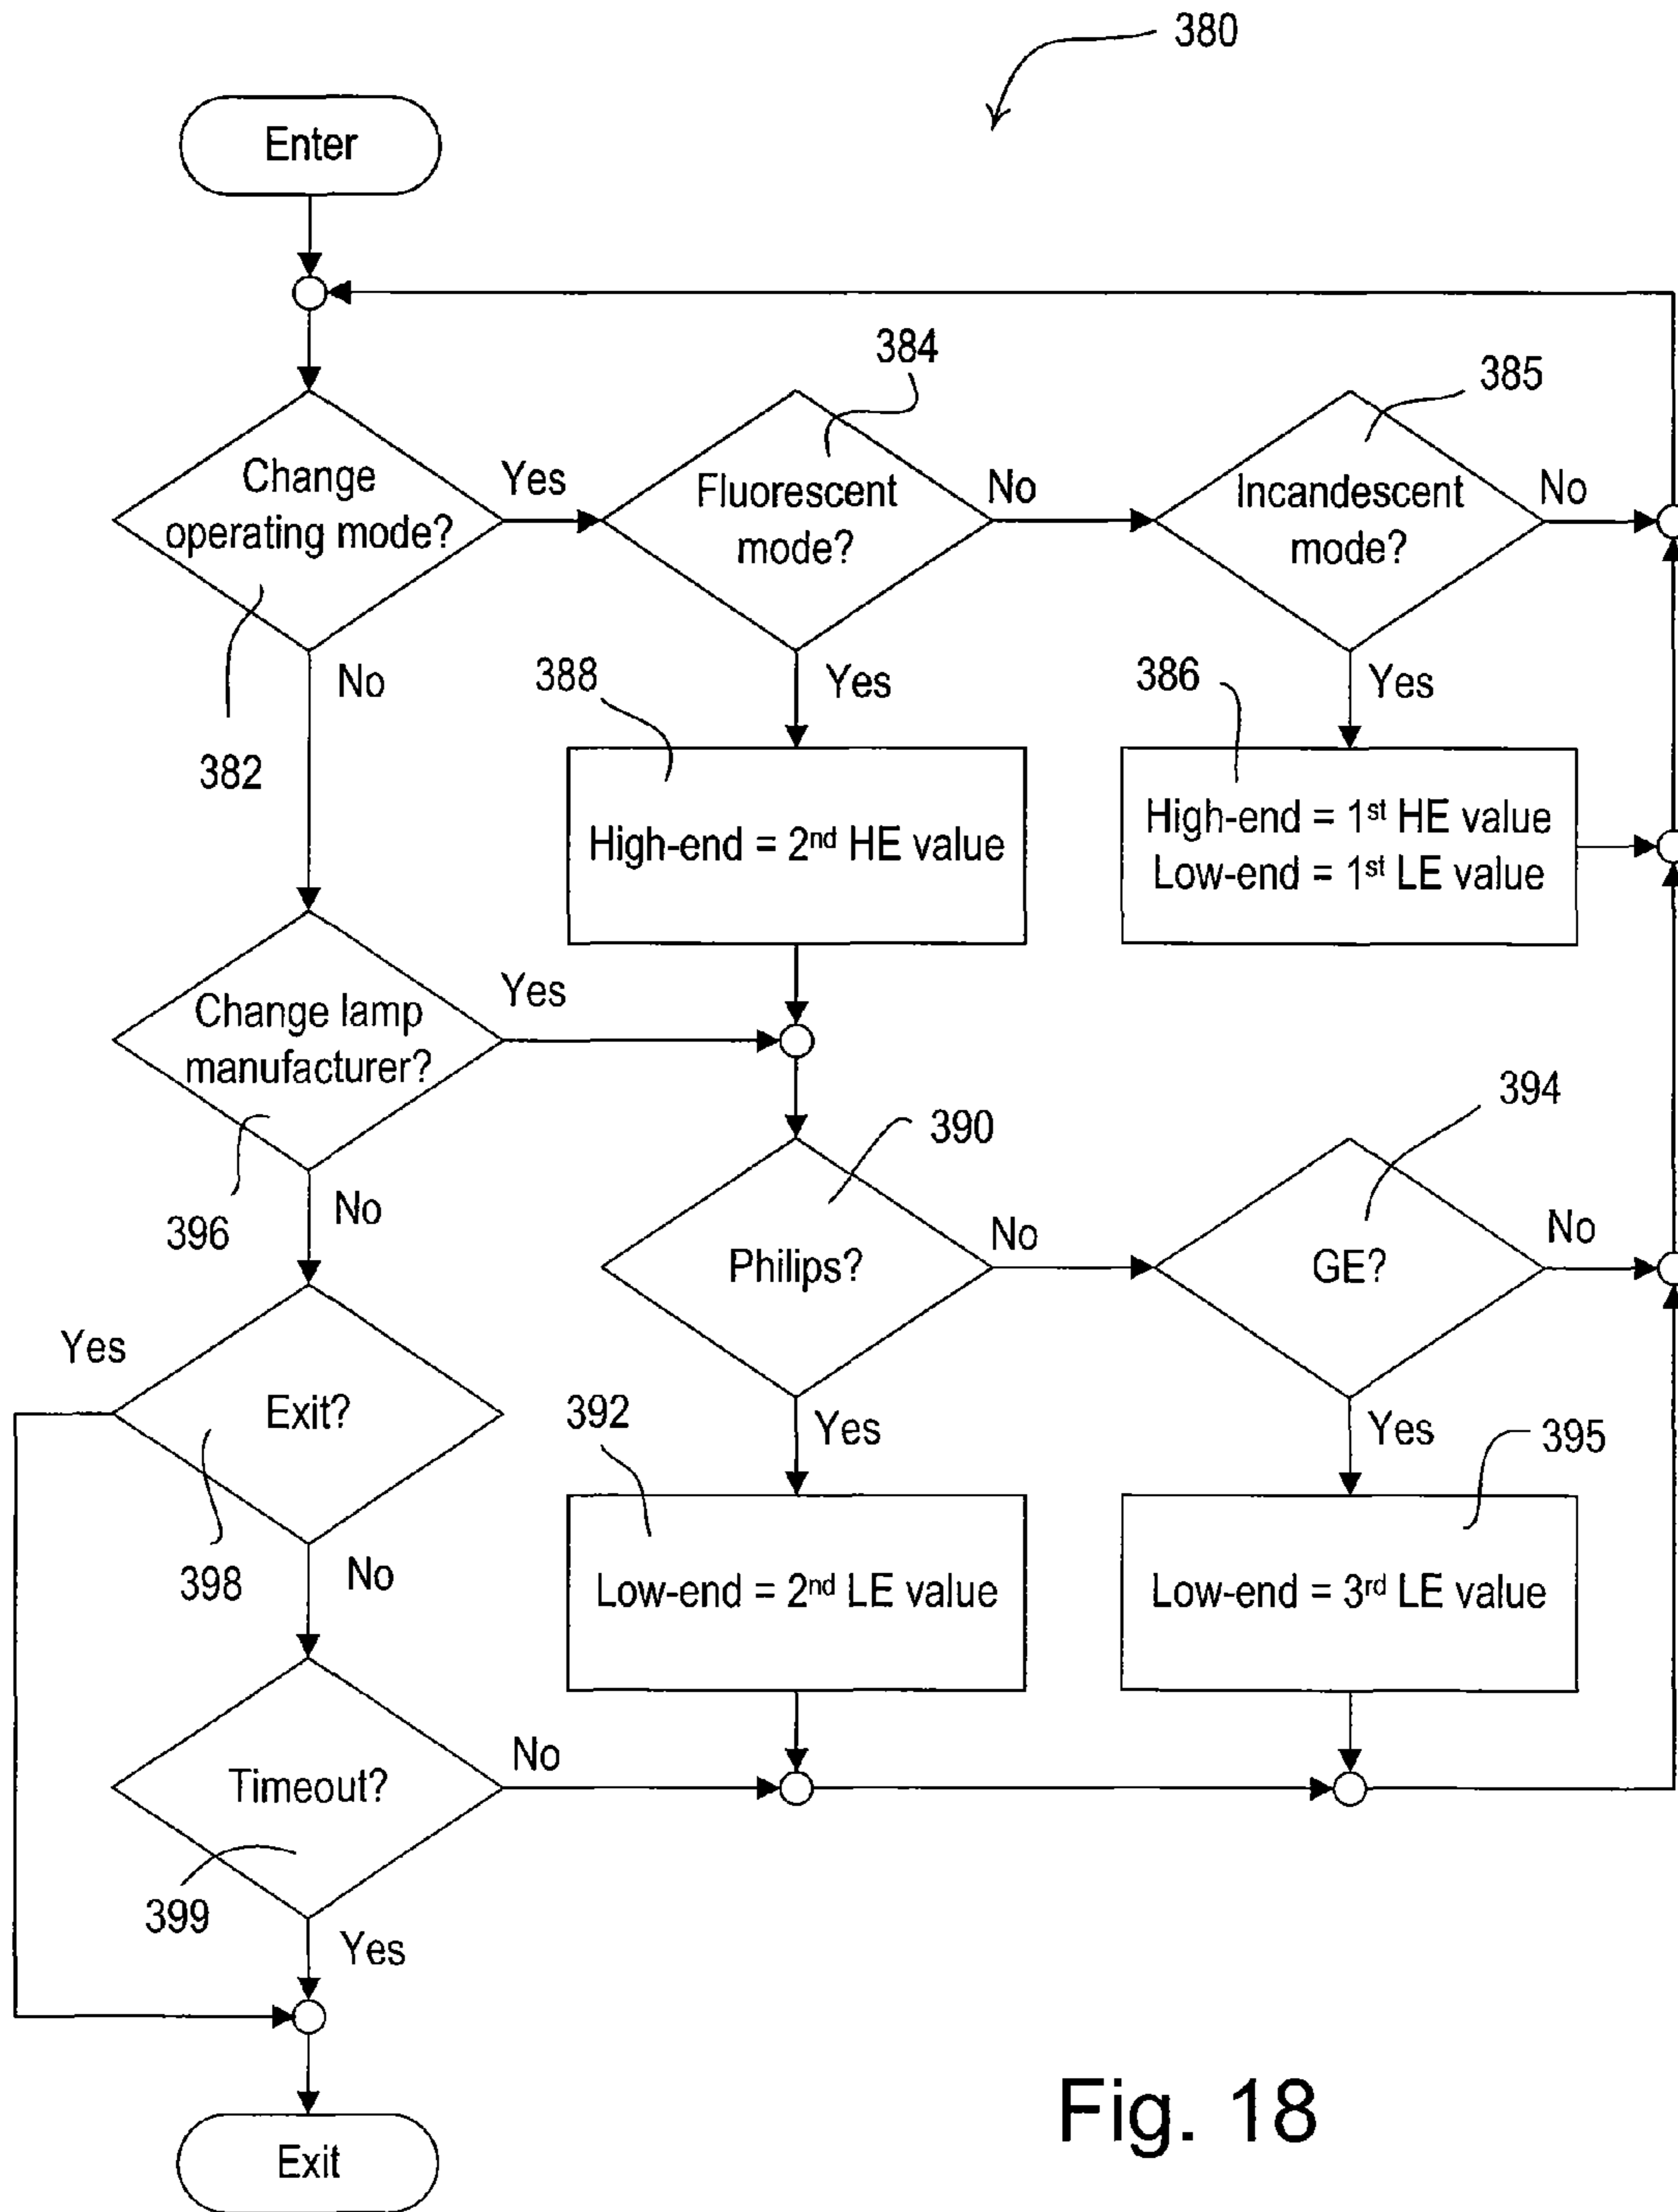 380
Enter
384
385
Change
operating mode?
Yes
Fluorescent
mode?
No
Incandescent
mode?
No
No
382
388
Yes
386
Yes
High-end = 2nd HE value
High-end = 1st HE value
Low-end = 1st LE value
Change lamp
manufacturer?
Yes
396
No
390
394
Philips?
No
GE?
No
Yes
Exit?
398
No
392
Yes
Yes
395
Low-end = 2nd LE value
Low-end = 3rd LE value
Timeout?
No
399
Yes
Exit
Fig. 18